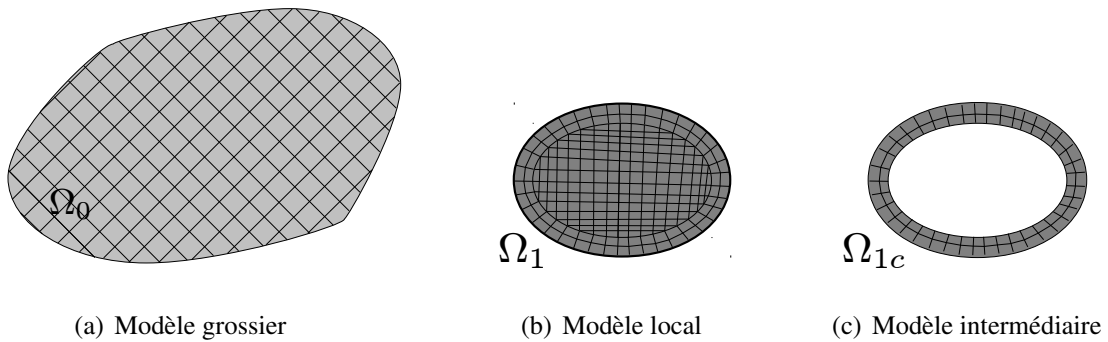 Ω₀
Ω₁
Ω₁c
(a) Modèle grossier
(b) Modèle local
(c) Modèle intermédiaire